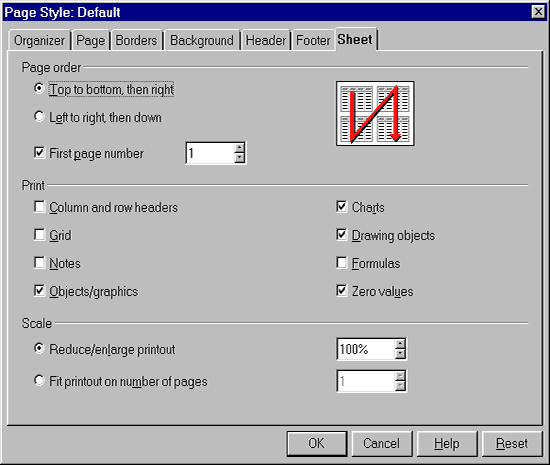 Page Style: Default
Organizer Page Borders Background Header Footer Sheet
Page order
Top to bottom, then right
Left to right, then down
First page number 1
Print
Column and row headers Charts
Grid Drawing objects
Notes Formulas
Objects/graphics Zero values
Scale
Reduce/enlarge printout 100%
Fit printout on number of pages 1
OK Cancel Help Reset